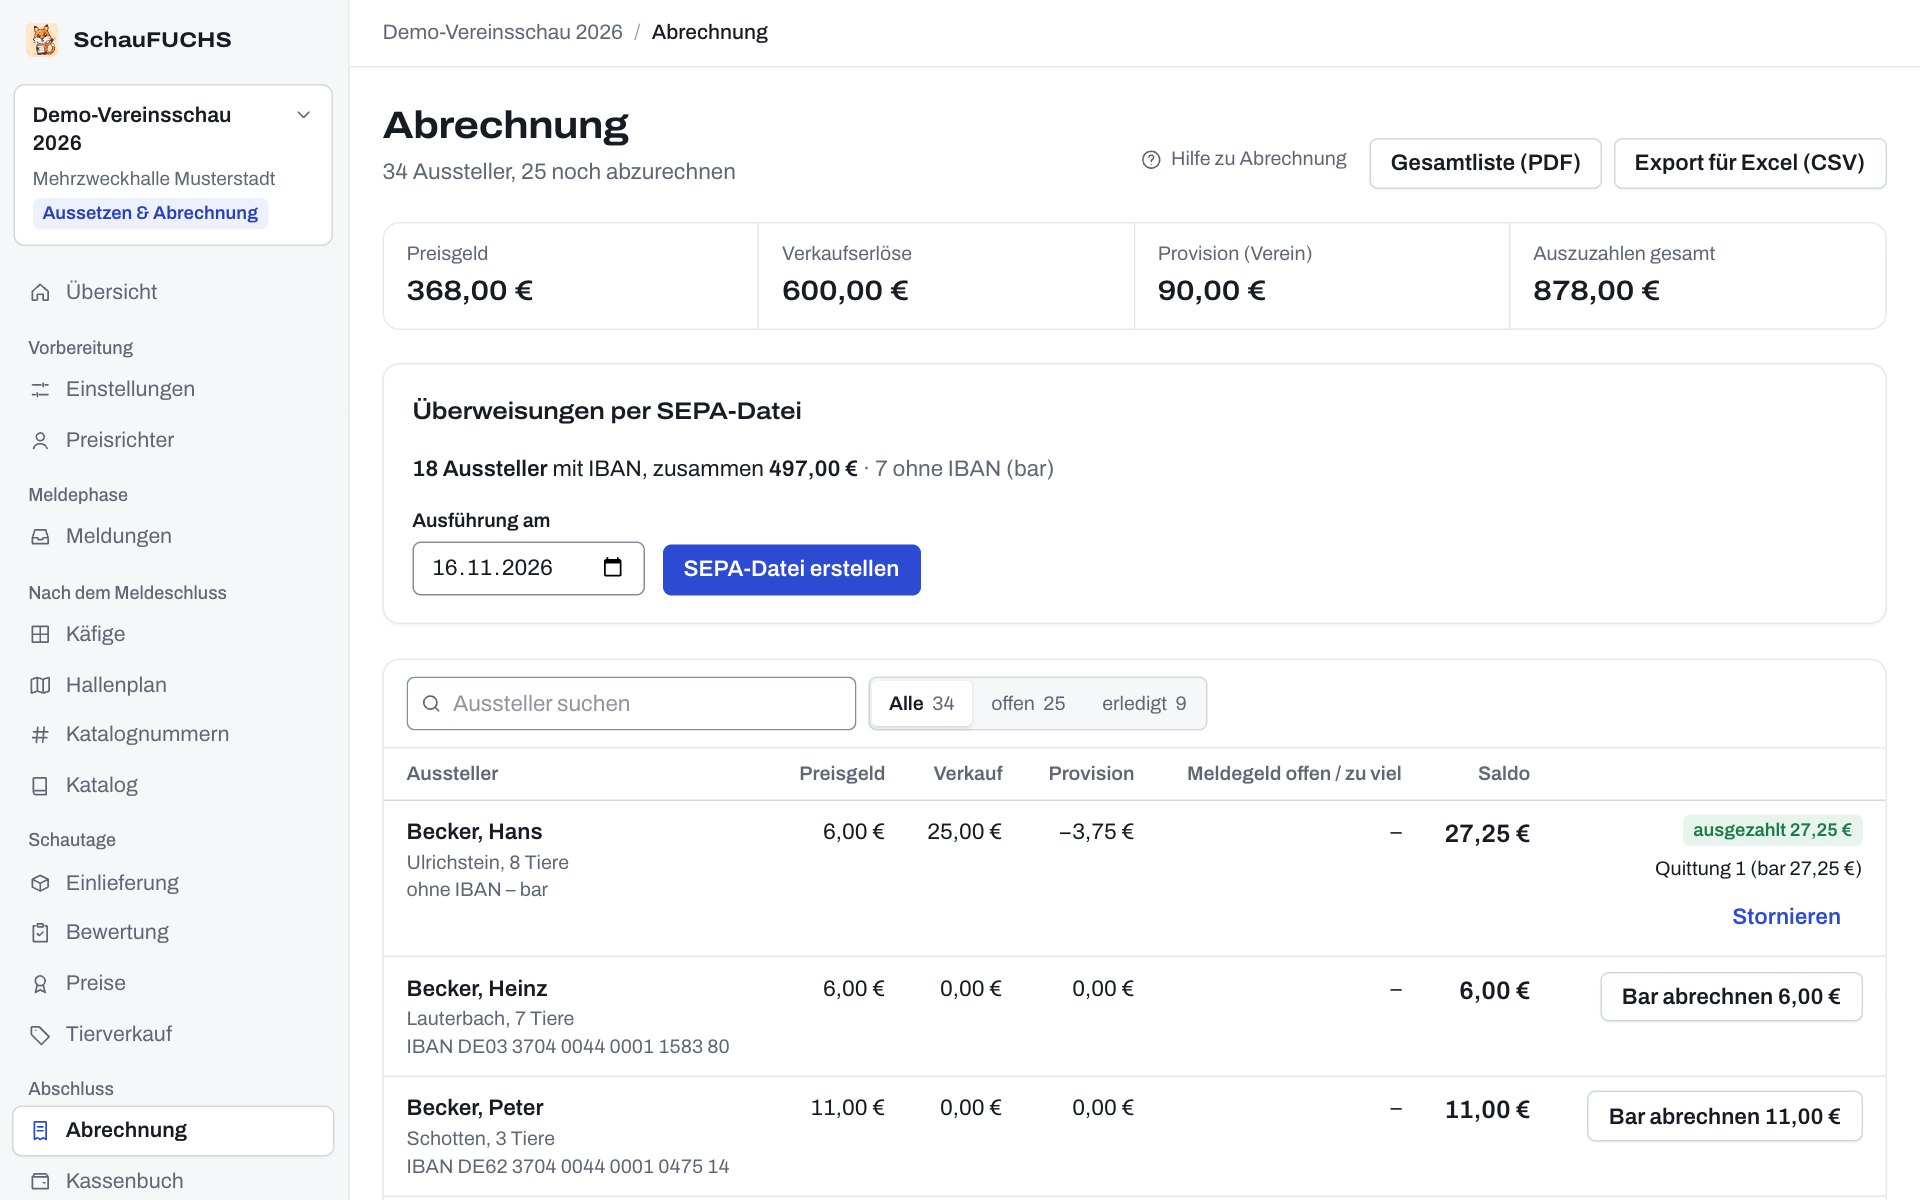 SchauFUCHS
Demo-Vereinsschau 2026
Mehrzweckhalle Musterstadt
Aussetzen & Abrechnung
Übersicht
Vorbereitung
Einstellungen
Preisrichter
Meldephase
Meldungen
Nach dem Meldeschluss
Käfige
Hallenplan
Katalognummern
Katalog
Schautage
Einlieferung
Bewertung
Preise
Tierverkauf
Abschluss
Abrechnung
Kassenbuch
Demo-Vereinsschau 2026 / Abrechnung
Abrechnung
34 Aussteller, 25 noch abzurechnen
Hilfe zu Abrechnung
Gesamtliste (PDF)
Export für Excel (CSV)
Preisgeld
368,00 €
Verkaufserlöse
600,00 €
Provision (Verein)
90,00 €
Auszuzahlen gesamt
878,00 €
Überweisungen per SEPA-Datei
18 Aussteller mit IBAN, zusammen 497,00 € · 7 ohne IBAN (bar)
Ausführung am
16.11.2026
SEPA-Datei erstellen
Aussteller suchen
Alle 34 offen 25 erledigt 9
Aussteller Preisgeld Verkauf Provision Meldegeld offen / zu viel Saldo
Becker, Hans 6,00 € 25,00 € −3,75 € – 27,25 € ausgezahlt 27,25 €
Ulrichstein, 8 Tiere
ohne IBAN – bar
Quittung 1 (bar 27,25 €)
Stornieren
Becker, Heinz 6,00 € 0,00 € 0,00 € – 6,00 € Bar abrechnen 6,00 €
Lauterbach, 7 Tiere
IBAN DE03 3704 0044 0001 1583 80
Becker, Peter 11,00 € 0,00 € 0,00 € – 11,00 € Bar abrechnen 11,00 €
Schotten, 3 Tiere
IBAN DE62 3704 0044 0001 0475 14